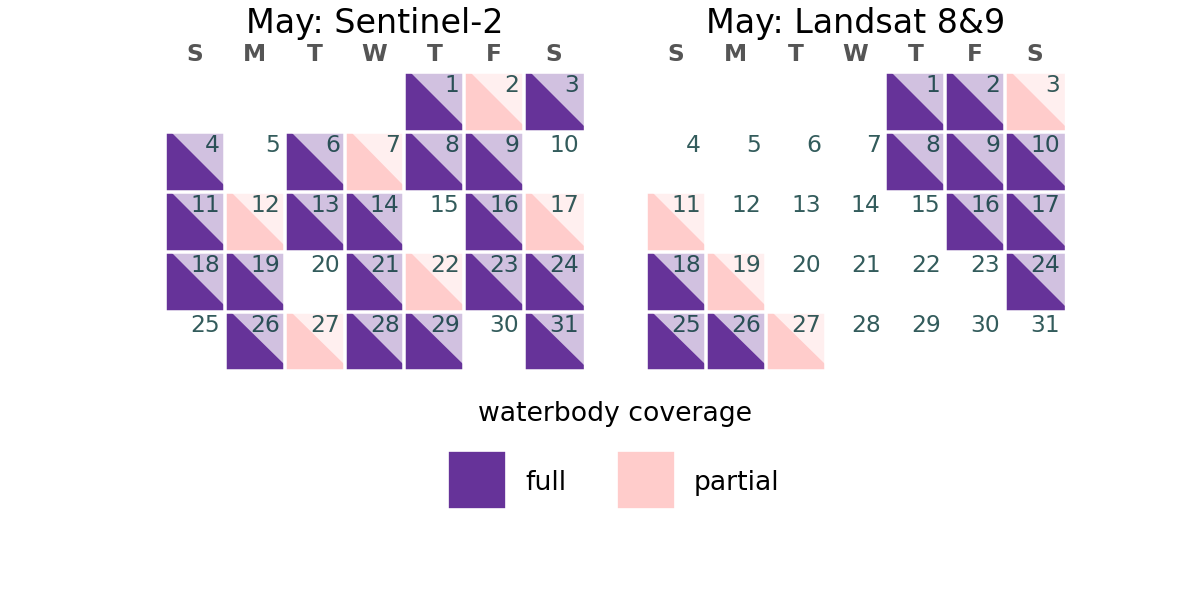 May: Sentinel-2
S M T W T F S
1 2 3
4 5 6 7 8 9 10
11 12 13 14 15 16 17
18 19 20 21 22 23 24
25 26 27 28 29 30 31
May: Landsat 8&9
S M T W T F S
1 2 3
4 5 6 7 8 9 10
11 12 13 14 15 16 17
18 19 20 21 22 23 24
25 26 27 28 29 30 31
waterbody coverage
full partial